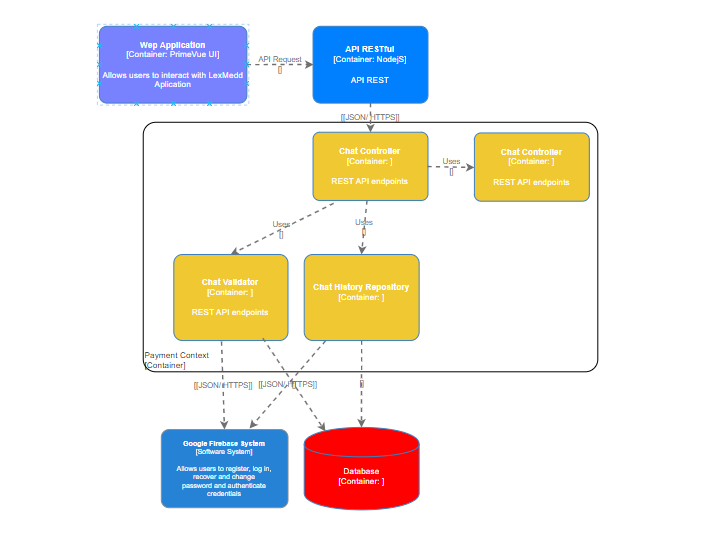 Wep Application
[Container: PrimeVue UI]
Allows users to interact with LexMedd
Aplication
API Request
[]
API RESTful
[Container: NodejS]
API REST
[[JSON/ HTTPS]]
Chat Controller
[Container: ]
REST API endpoints
Uses
[]
Chat Controller
[Container: ]
REST API endpoints
Uses
[]
Uses
[]
Chat Validator
[Container: ]
REST API endpoints
Chat History Repository
[Container: ]
Payment Context
[Container]
[[JSON/ HTTPS]]
[[JSON/ HTTPS]]
[]
Google Firebase System
[Software System]
Allows users to register, log in,
recover and change
password and authenticate
credentials
Database
[Container: ]